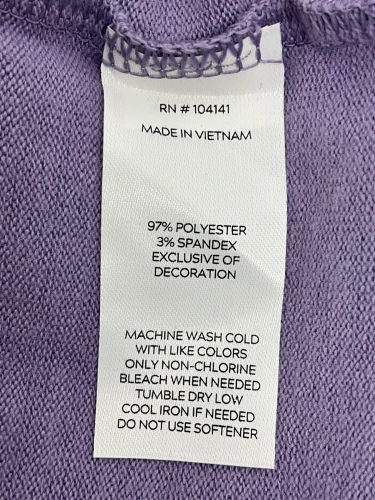 RN # 104141
MADE IN VIETNAM
97% POLYESTER
3% SPANDEX
EXCLUSIVE OF
DECORATION
MACHINE WASH COLD
WITH LIKE COLORS
ONLY NON-CHLORINE
BLEACH WHEN NEEDED
TUMBLE DRY LOW
COOL IRON IF NEEDED
DO NOT USE SOFTENER